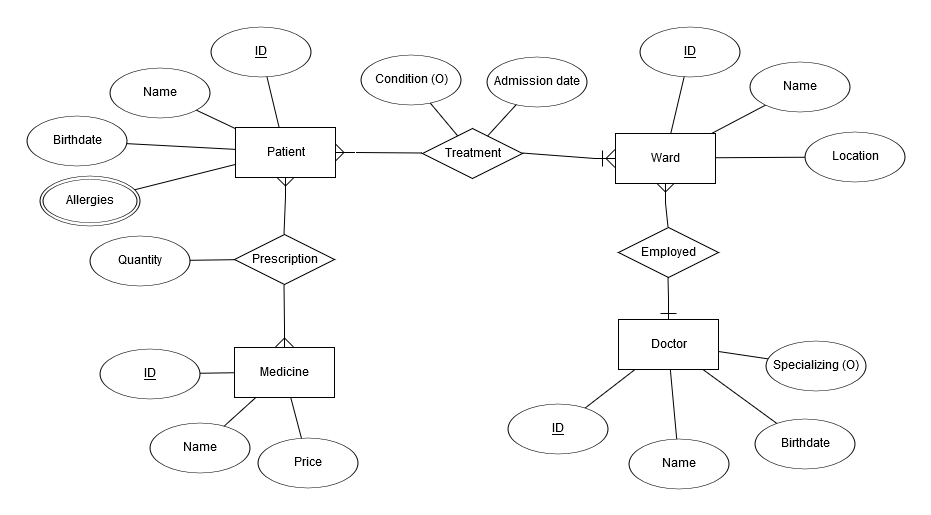 ID
ID
Condition (O)
Admission date
Name
Name
Birthdate
Patient
Treatment
Ward
Location
Allergies
Quantity
Prescription
Employed
Doctor
Specializing (O)
ID
Medicine
ID
Birthdate
Name
Price
Name